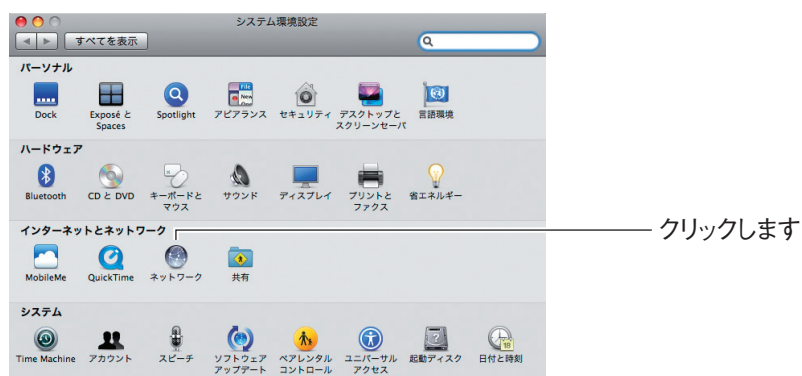 システム環境設定
すべてを表示
パーソナル
Dock
Exposé と
Spaces
Spotlight
アピアランス
セキュリティ
デスクトップと
スクリーンセーバ
言語環境
ハードウェア
Bluetooth
CD と DVD
キーボードと
マウス
サウンド
ディスプレイ
プリントと
ファクス
省エネルギー
インターネットとネットワーク
クリックします
MobileMe
QuickTime
ネットワーク
共有
システム
Time Machine
アカウント
スピーチ
ソフトウェア
アップデート
ペアレンタル
コントロール
ユニバーサル
アクセス
起動ディスク
日付と時刻